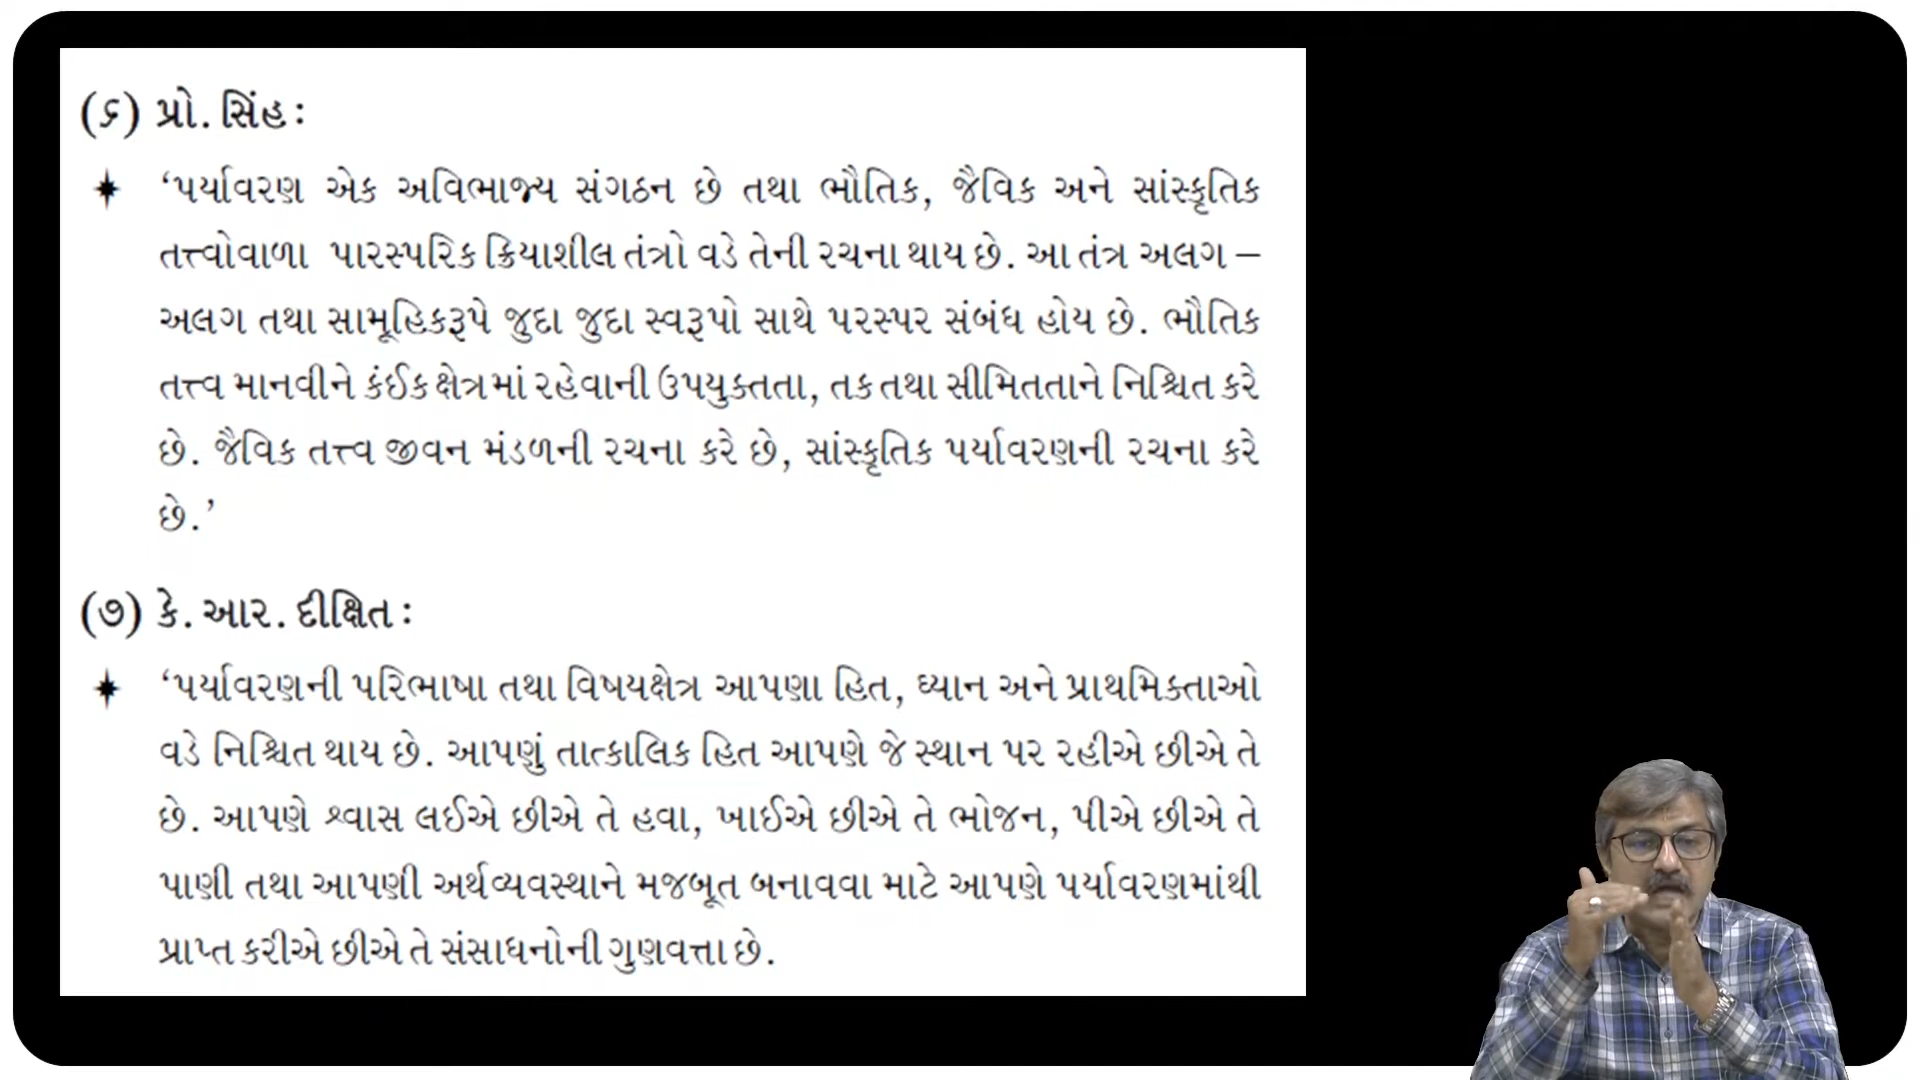 (૬) પ્રો. સિંહ :
‘પર્યાવરણ એક અવિભાજ્ય સંગઠન છે તથા ભૌતિક, જૈવિક અને સાંસ્કૃતિક
તત્ત્વોવાળા પારસ્પરિક ક્રિયાશીલ તંત્રો વડે તેની રચના થાય છે. આ તંત્ર અલગ –
અલગ તથા સામૂહિકરૂપે જુદા જુદા સ્વરૂપો સાથે પરસ્પર સંબંધ હોય છે. ભૌતિક
તત્ત્વ માનવીને કંઈક ક્ષેત્રમાં રહેવાની ઉપયુક્તતા, તક તથા સીમિતતાને નિશ્ચિત કરે
છે. જૈવિક તત્ત્વ જીવન મંડળની રચના કરે છે, સાંસ્કૃતિક પર્યાવરણની રચના કરે
છે.’
(૭) કે. આર. દીક્ષિત :
‘પર્યાવરણની પરિભાષા તથા વિષયક્ષેત્ર આપણા હિત, ધ્યાન અને પ્રાથમિક્તાઓ
વડે નિશ્ચિત થાય છે. આપણું તાત્કાલિક હિત આપણે જે સ્થાન પર રહીએ છીએ તે
છે. આપણે શ્વાસ લઈએ છીએ તે હવા, ખાઈએ છીએ તે ભોજન, પીએ છીએ તે
પાણી તથા આપણી અર્થવ્યવસ્થાને મજબૂત બનાવવા માટે આપણે પર્યાવરણમાંથી
પ્રાપ્ત કરીએ છીએ તે સંસાધનોની ગુણવત્તા છે.